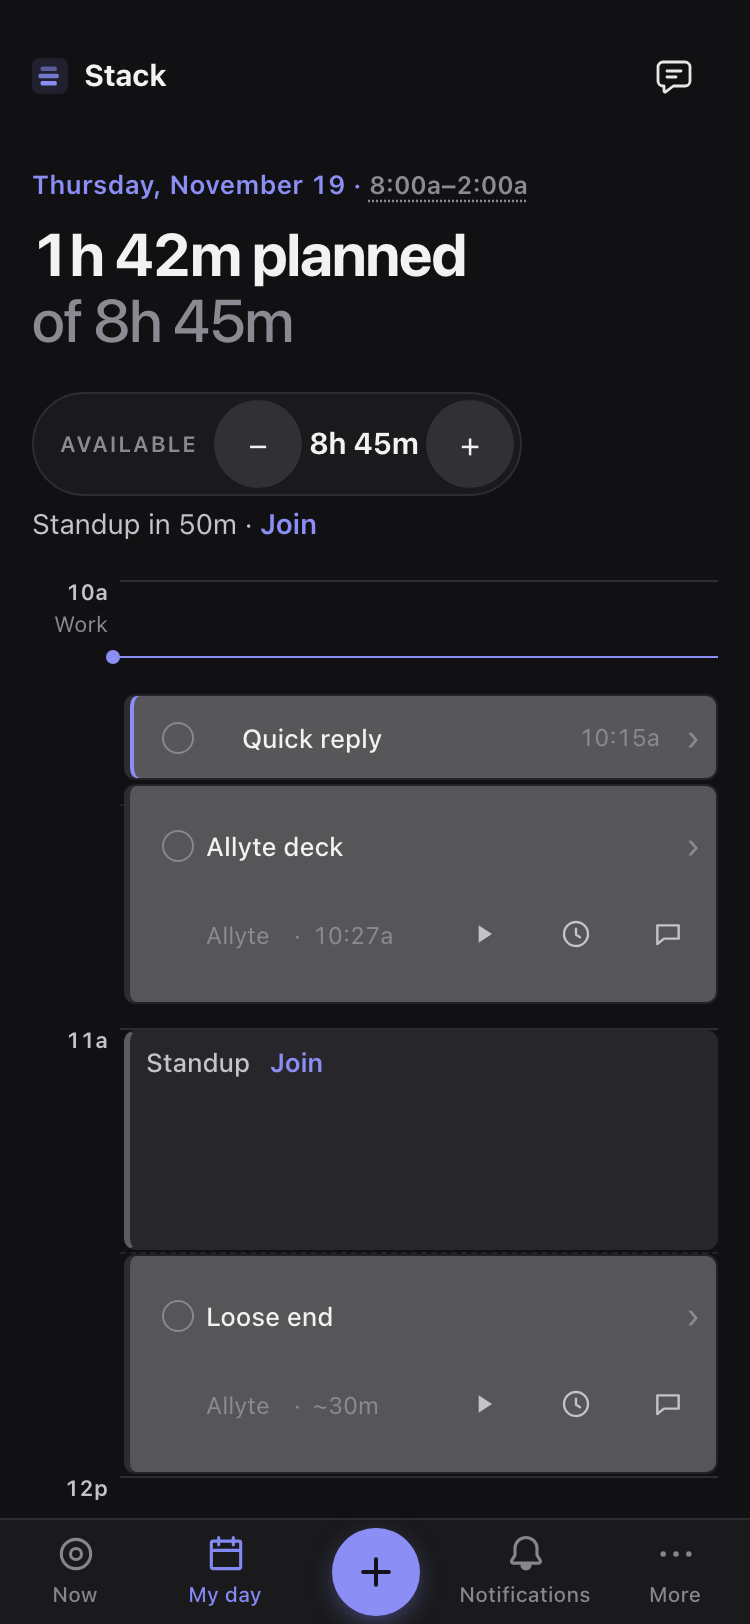 Stack
Thursday, November 19 · 8:00a–2:00a
1h 42m planned
of 8h 45m
AVAILABLE − 8h 45m +
Standup in 50m · Join
10a
Work
Quick reply 10:15a
Allyte deck
Allyte · 10:27a
11a
Standup Join
Loose end
Allyte · ~30m
12p
Now
My day
+
Notifications
More